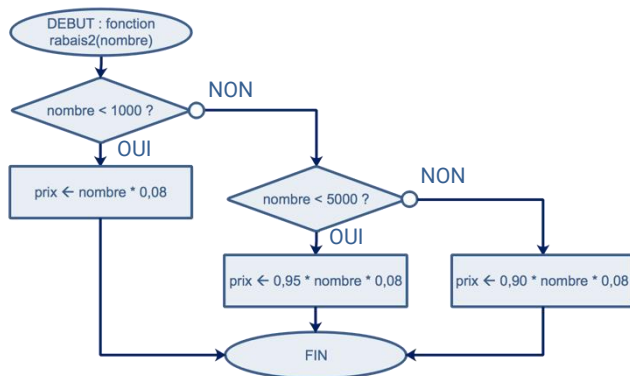 DEBUT : fonction
rabais2(nombre)
NON
nombre < 1000 ?
OUI
prix ← nombre * 0,08
NON
nombre < 5000 ?
OUI
prix ← 0,95 * nombre * 0,08
prix ← 0,90 * nombre * 0,08
FIN